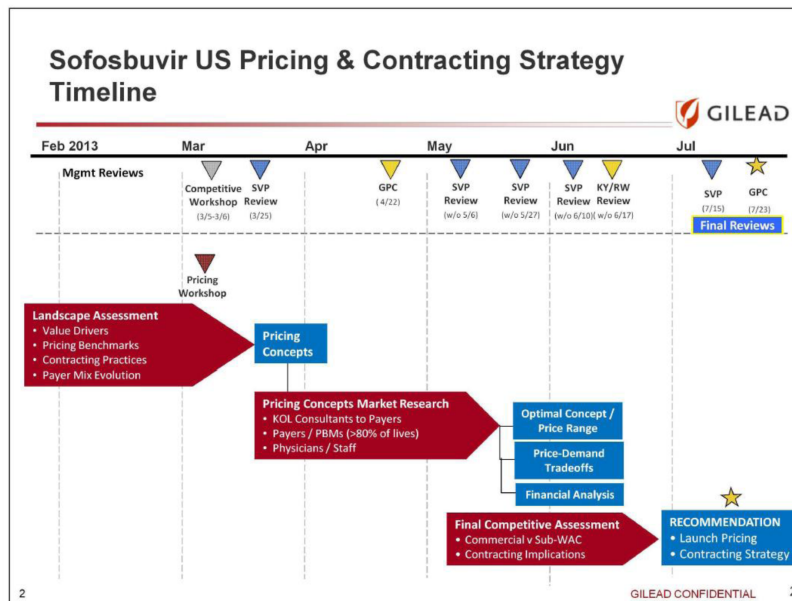 Sofosbuvir US Pricing & Contracting Strategy
Timeline
GILEAD
Feb 2013 Mar Apr May Jun Jul
Mgmt Reviews
Competitive
Workshop
(3/5-3/6)
SVP
Review
(3/25)
GPC
( 4/22)
SVP
Review
(w/o 5/6)
SVP
Review
(w/o 5/27)
SVP
Review
(w/o 6/10)
KY/RW
Review
( w/o 6/17)
SVP
(7/15)
GPC
(7/23)
Final Reviews
Pricing
Workshop
Landscape Assessment
• Value Drivers
• Pricing Benchmarks
• Contracting Practices
• Payer Mix Evolution
Pricing
Concepts
Pricing Concepts Market Research
• KOL Consultants to Payers
• Payers / PBMs (>80% of lives)
• Physicians / Staff
Optimal Concept /
Price Range
Price-Demand
Tradeoffs
Financial Analysis
Final Competitive Assessment
• Commercial v Sub-WAC
• Contracting Implications
RECOMMENDATION
• Launch Pricing
• Contracting Strategy
2
GILEAD CONFIDENTIAL